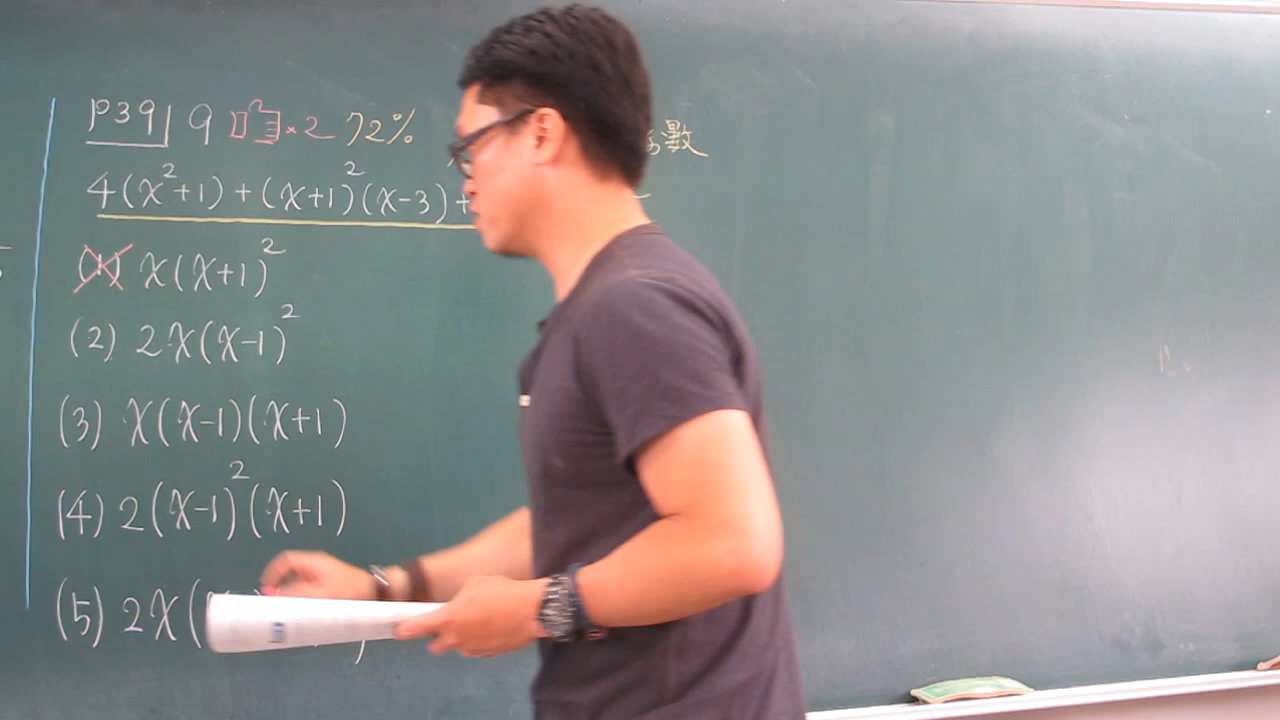 P39 9 ×2 72% 數
4(x²+1)+(x+1)²(x-3)+
(1) x(x+1)²
(2) 2x(x-1)²
(3) x(x-1)(x+1)
(4) 2(x-1)²(x+1)
(5) 2x(